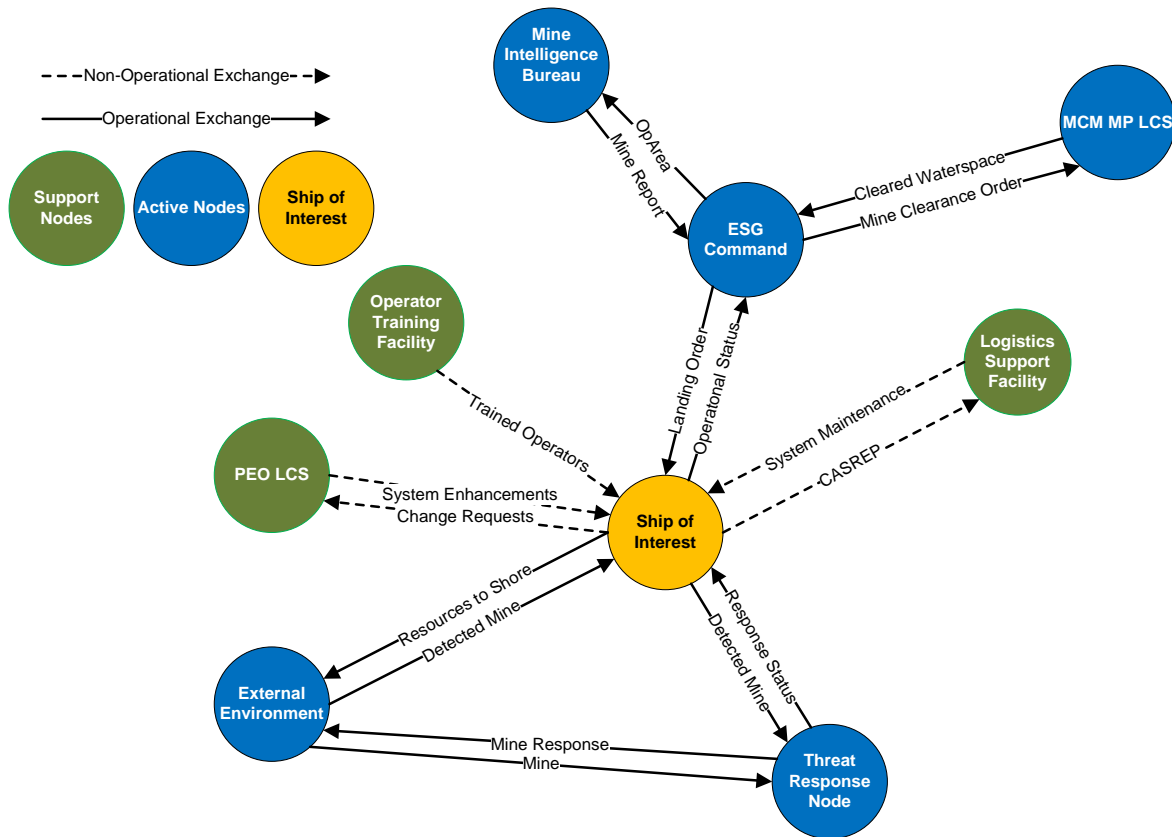 Mine
Intelligence
Bureau
Non-Operational Exchange
Operational Exchange
MCM MP LCS
Support
Nodes
Active Nodes
Ship of
Interest
OpArea
Mine Report
Cleared Waterspace
Mine Clearance Order
ESG
Command
Operator
Training
Facility
Landing Order
Operatonal Status
Logistics
Support
Facility
Trained Operators
System Maintenance
CASREP
PEO LCS
System Enhancements
Change Requests
Ship of
Interest
Resources to Shore
Detected Mine
Response Status
Detected Mine
External
Environment
Mine Response
Mine
Threat
Response
Node